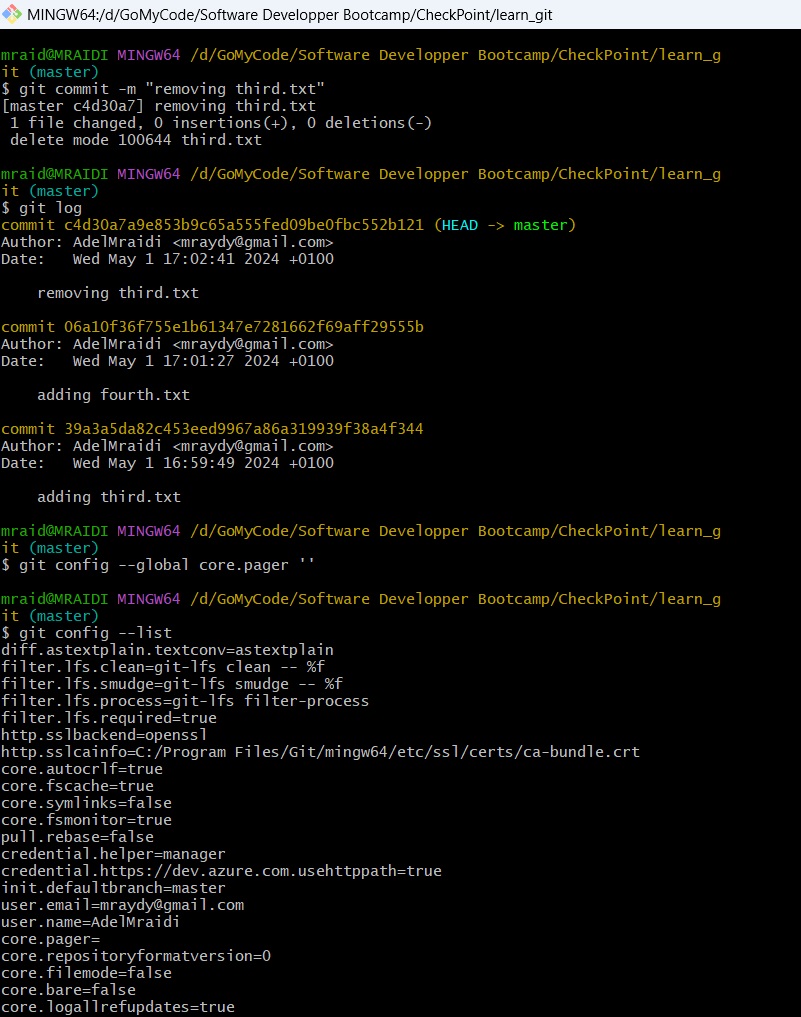 MINGW64:/d/GoMyCode/Software Developper Bootcamp/CheckPoint/learn_git
mraid@MRAIDI MINGW64 /d/GoMyCode/Software Developper Bootcamp/CheckPoint/learn_g
it (master)
$ git commit -m "removing third.txt"
[master c4d30a7] removing third.txt
 1 file changed, 0 insertions(+), 0 deletions(-)
 delete mode 100644 third.txt
mraid@MRAIDI MINGW64 /d/GoMyCode/Software Developper Bootcamp/CheckPoint/learn_g
it (master)
$ git log
commit c4d30a7a9e853b9c65a555fed09be0fbc552b121 (HEAD -> master)
Author: AdelMraidi <mraydy@gmail.com>
Date:   Wed May 1 17:02:41 2024 +0100
    removing third.txt
commit 06a10f36f755e1b61347e7281662f69aff29555b
Author: AdelMraidi <mraydy@gmail.com>
Date:   Wed May 1 17:01:27 2024 +0100
    adding fourth.txt
commit 39a3a5da82c453eed9967a86a319939f38a4f344
Author: AdelMraidi <mraydy@gmail.com>
Date:   Wed May 1 16:59:49 2024 +0100
    adding third.txt
mraid@MRAIDI MINGW64 /d/GoMyCode/Software Developper Bootcamp/CheckPoint/learn_g
it (master)
$ git config --global core.pager ''
mraid@MRAIDI MINGW64 /d/GoMyCode/Software Developper Bootcamp/CheckPoint/learn_g
it (master)
$ git config --list
diff.astextplain.textconv=astextplain
filter.lfs.clean=git-lfs clean -- %f
filter.lfs.smudge=git-lfs smudge -- %f
filter.lfs.process=git-lfs filter-process
filter.lfs.required=true
http.sslbackend=openssl
http.sslcainfo=C:/Program Files/Git/mingw64/etc/ssl/certs/ca-bundle.crt
core.autocrlf=true
core.fscache=true
core.symlinks=false
core.fsmonitor=true
pull.rebase=false
credential.helper=manager
credential.https://dev.azure.com.usehttppath=true
init.defaultbranch=master
user.email=mraydy@gmail.com
user.name=AdelMraidi
core.pager=
core.repositoryformatversion=0
core.filemode=false
core.bare=false
core.logallrefupdates=true